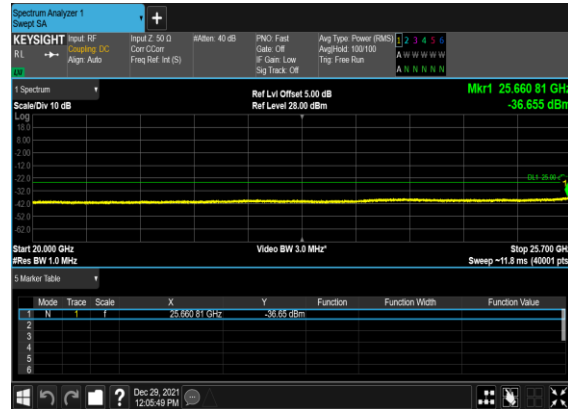 Spectrum Analyzer 1
Swept SA
+
KEYSIGHT Input: RF Input Z: 50 Ω #Atten: 40 dB PNO: Fast Avg Type: Power (RMS) 1 2 3 4 5 6
RL Coupling: DC Corr CCorr Gate: Off Avg|Hold: 100/100 A W W W W W
Align: Auto Freq Ref: Int (S) IF Gain: Low Trig: Free Run
Sig Track: Off A N N N N N
1 Spectrum Ref Lvl Offset 5.00 dB Mkr1 25.660 81 GHz
Scale/Div 10 dB Ref Level 28.00 dBm -36.655 dBm
Log
18.0
8.00
-2.00
-12.0
-22.0
DL1 -25.00
-32.0
-42.0
-52.0
-62.0
Start 20.000 GHz Video BW 3.0 MHz* Stop 25.700 GHz
#Res BW 1.0 MHz Sweep ~11.8 ms (40001 pts
5 Marker Table
Mode Trace Scale X Y Function Function Width Function Value
1 N 1 f 25.660 81 GHz -36.65 dBm
2
3
4
5
6
? Dec 29, 2021
12:05:49 PM